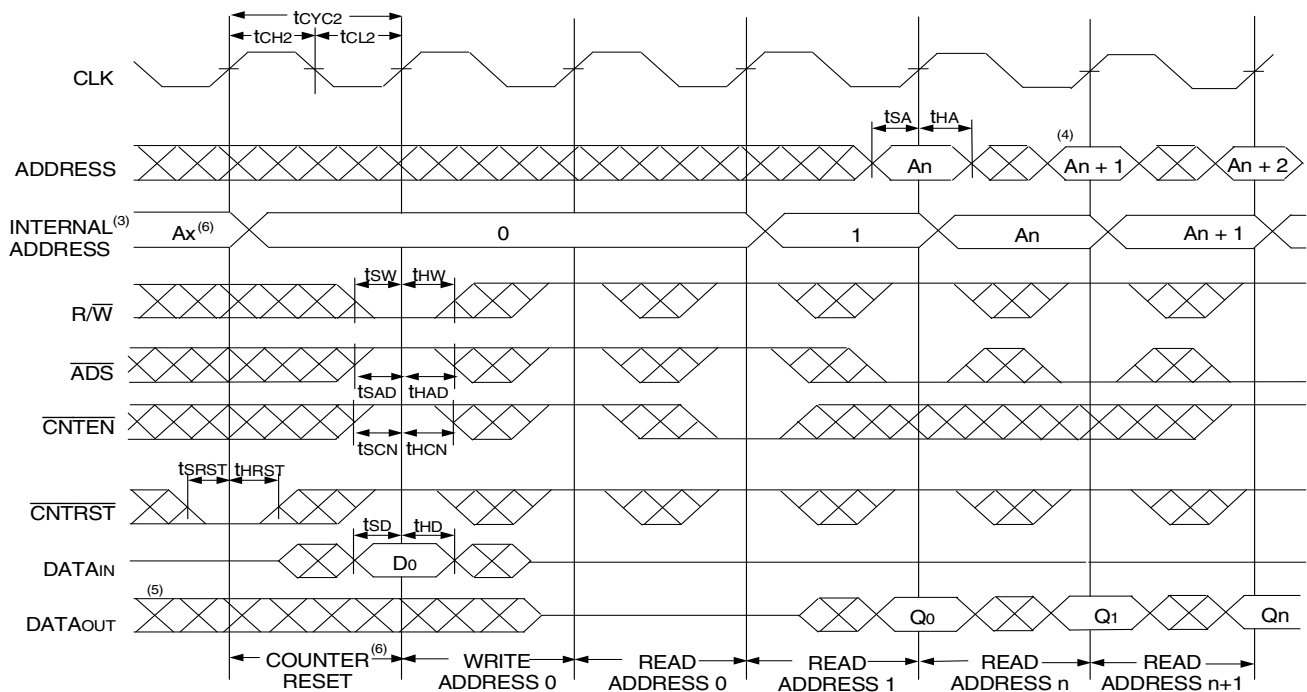 tCYC2
tCH2 tCL2
CLK
tSA tHA
ADDRESS An (4) An + 1 An + 2
INTERNAL(3) ADDRESS Ax(6) 0 1 An An + 1
tSW tHW
R/W̅
A̅D̅S̅
tSAD tHAD
C̅N̅T̅E̅N̅
tSCN tHCN
tSRST tHRST
C̅N̅T̅R̅S̅T̅
tSD tHD
DATAIN D0
(5)
DATAOUT Q0 Q1 Qn
COUNTER(6) WRITE READ READ READ READ
RESET ADDRESS 0 ADDRESS 0 ADDRESS 1 ADDRESS n ADDRESS n+1